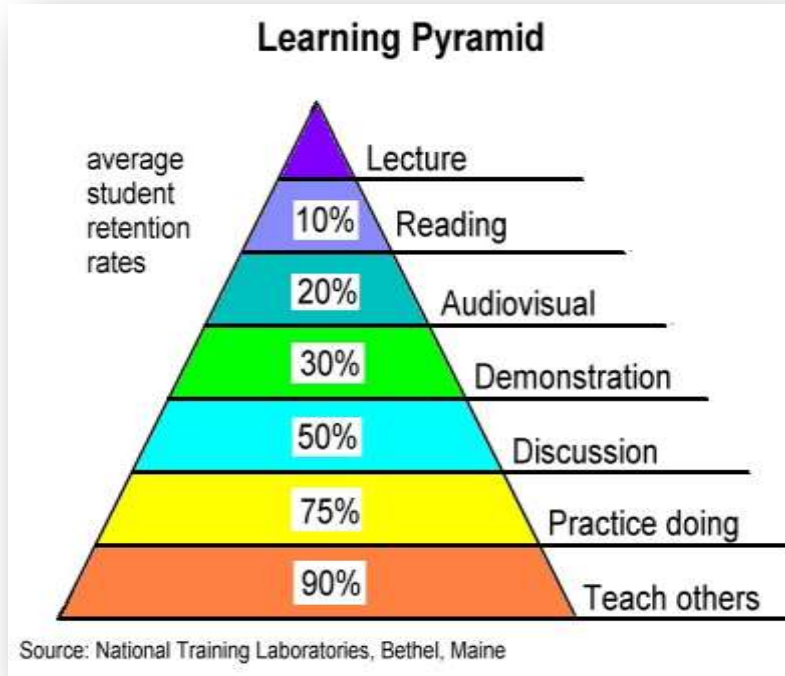 Learning Pyramid
average
student
retention
rates
Lecture
10%
Reading
20%
Audiovisual
30%
Demonstration
50%
Discussion
75%
Practice doing
90%
Teach others
Source: National Training Laboratories, Bethel, Maine